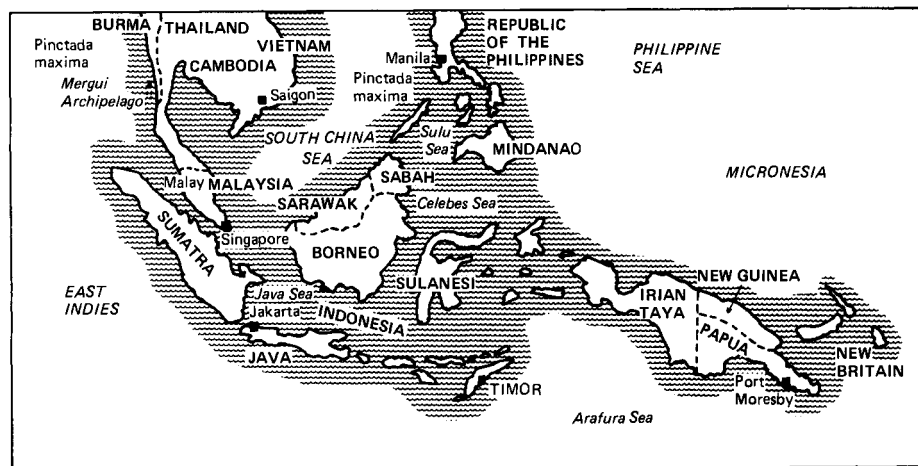 BURMA
THAILAND
VIETNAM
CAMBODIA
Saigon
Pinctada
maxima
Mergui
Archipelago
REPUBLIC
OF THE
PHILIPPINES
Manila
Pinctada
maxima
PHILIPPINE
SEA
SOUTH CHINA
SEA
Sulu
Sea
MINDANAO
MICRONESIA
Malay
MALAYSIA
SABAH
SARAWAK
Celebes Sea
Singapore
SUMATRA
BORNEO
SULANESI
EAST
INDIES
Java Sea
Jakarta
INDONESIA
JAVA
TIMOR
NEW GUINEA
IRIAN
TAYA
PAPUA
Port
Moresby
NEW
BRITAIN
Arafura Sea